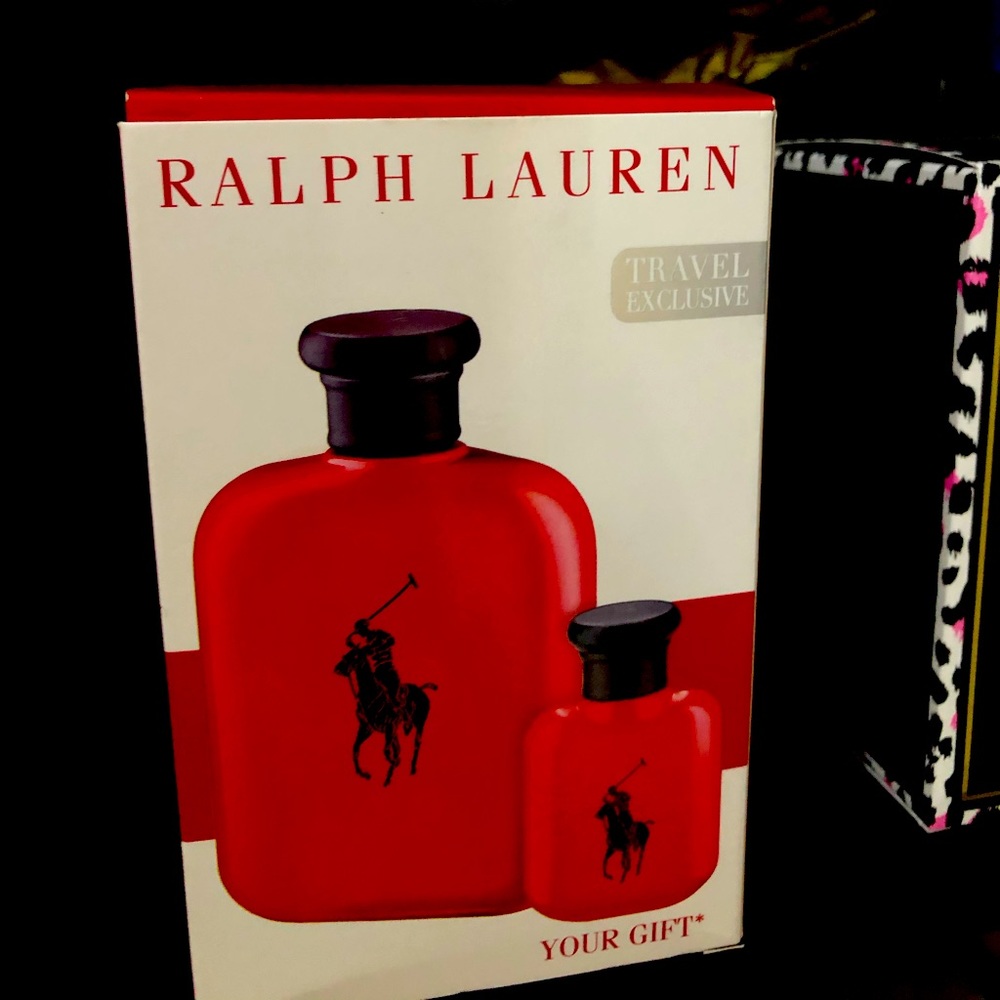 RALPH LAUREN
TRAVEL
EXCLUSIVE
YOUR GIFT*